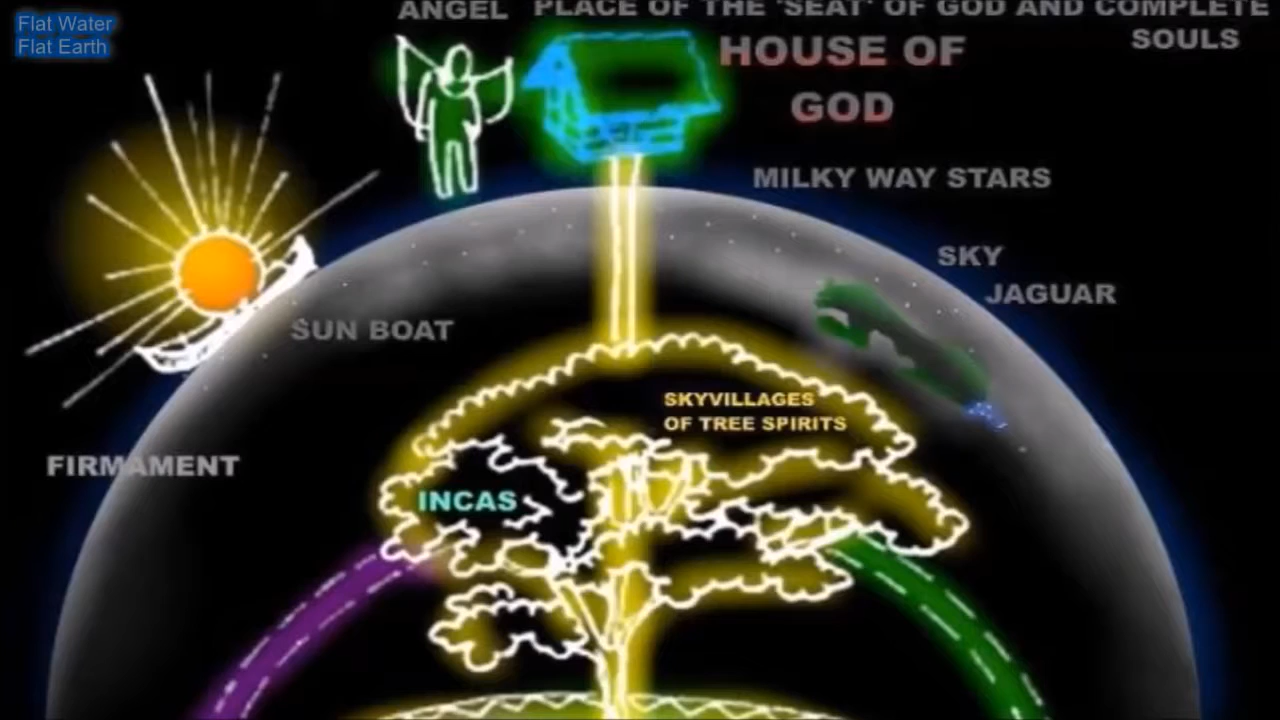 Flat Water
Flat Earth
ANGEL
PLACE OF THE 'SEAT' OF GOD AND COMPLETE
SOULS
HOUSE OF
GOD
MILKY WAY STARS
SKY
JAGUAR
SUN BOAT
SKYVILLAGES
OF TREE SPIRITS
FIRMAMENT
INCAS